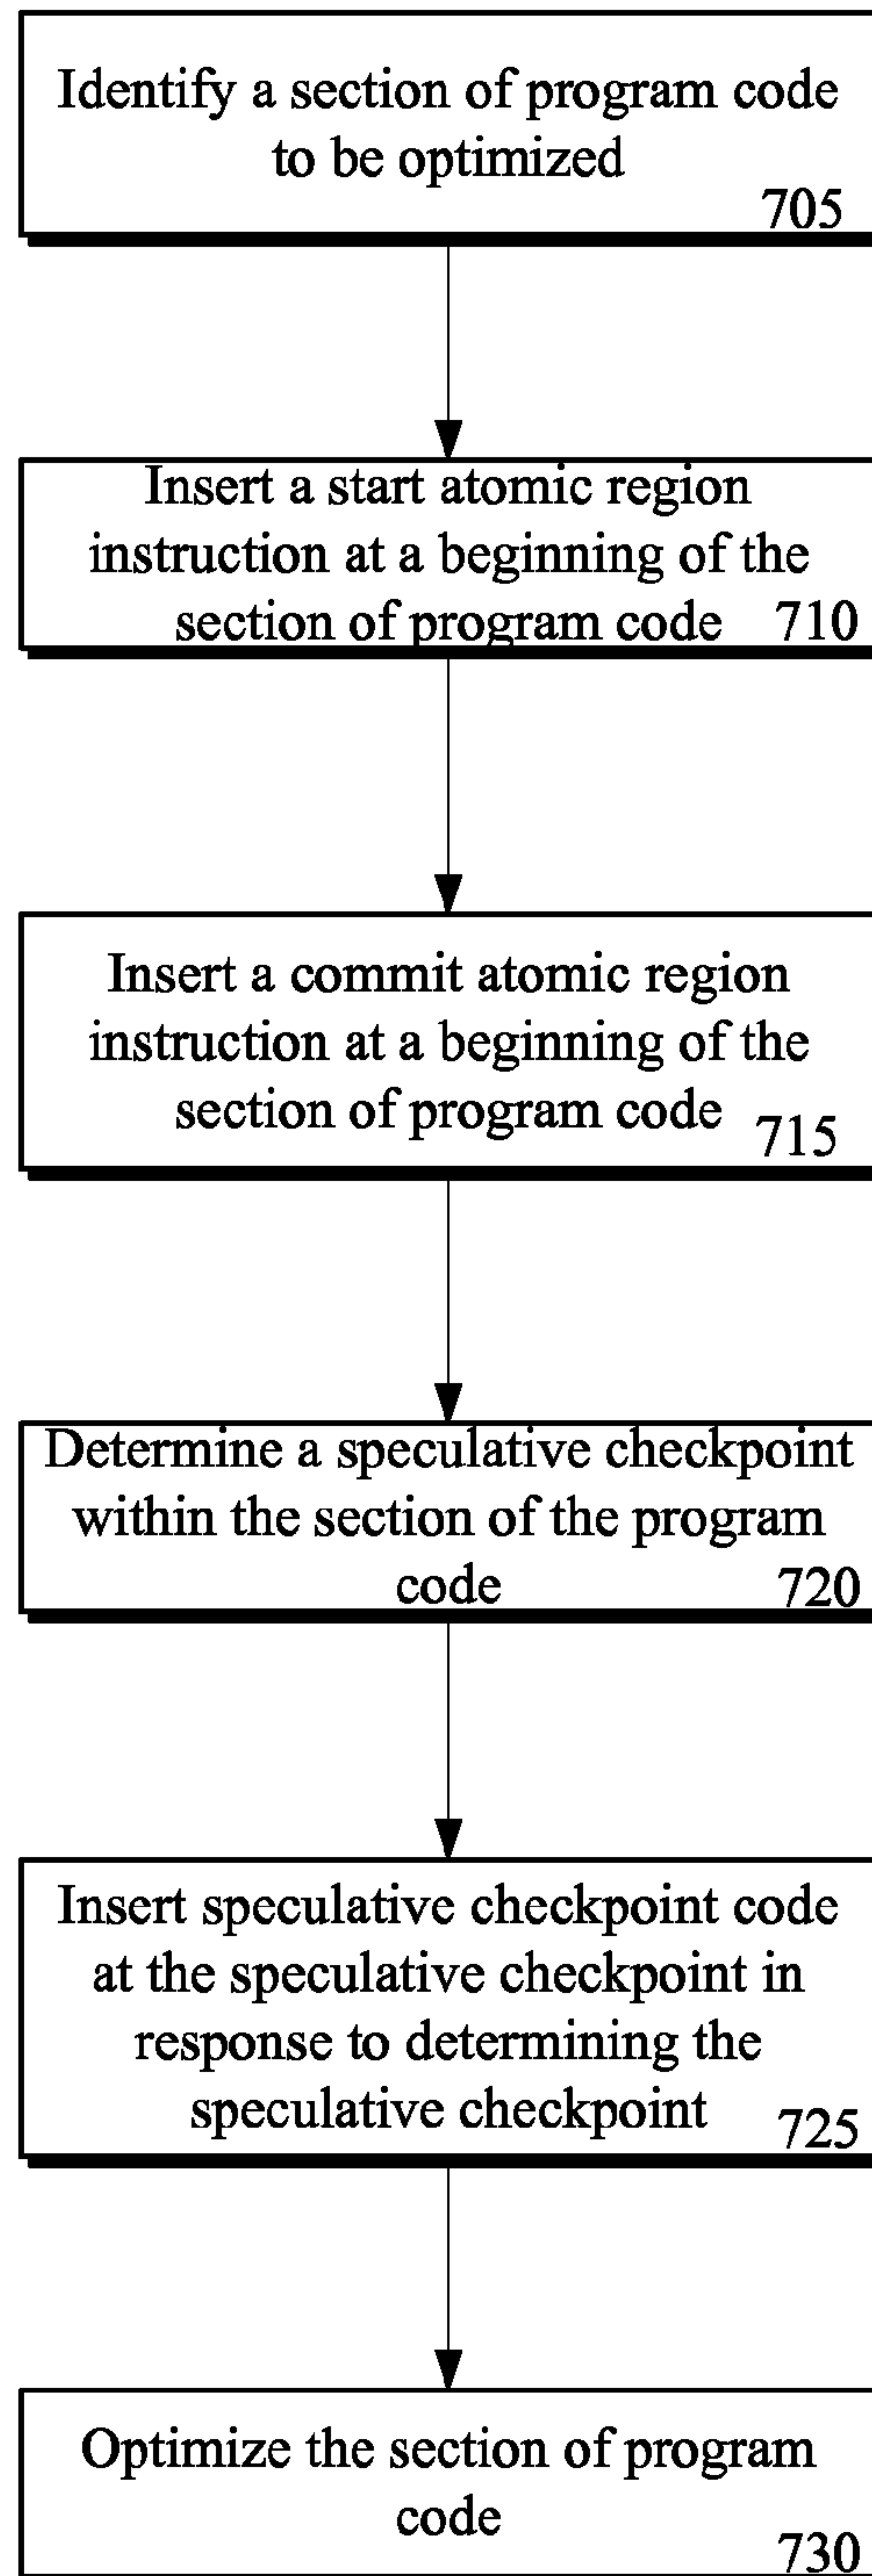 Identify a section of program code
to be optimized
705
Insert a start atomic region
instruction at a beginning of the
section of program code 710
Insert a commit atomic region
instruction at a beginning of the
section of program code
715
Determine a speculative checkpoint
within the section of the program
code 720
Insert speculative checkpoint code
at the speculative checkpoint in
response to determining the
speculative checkpoint 725
Optimize the section of program
code
730